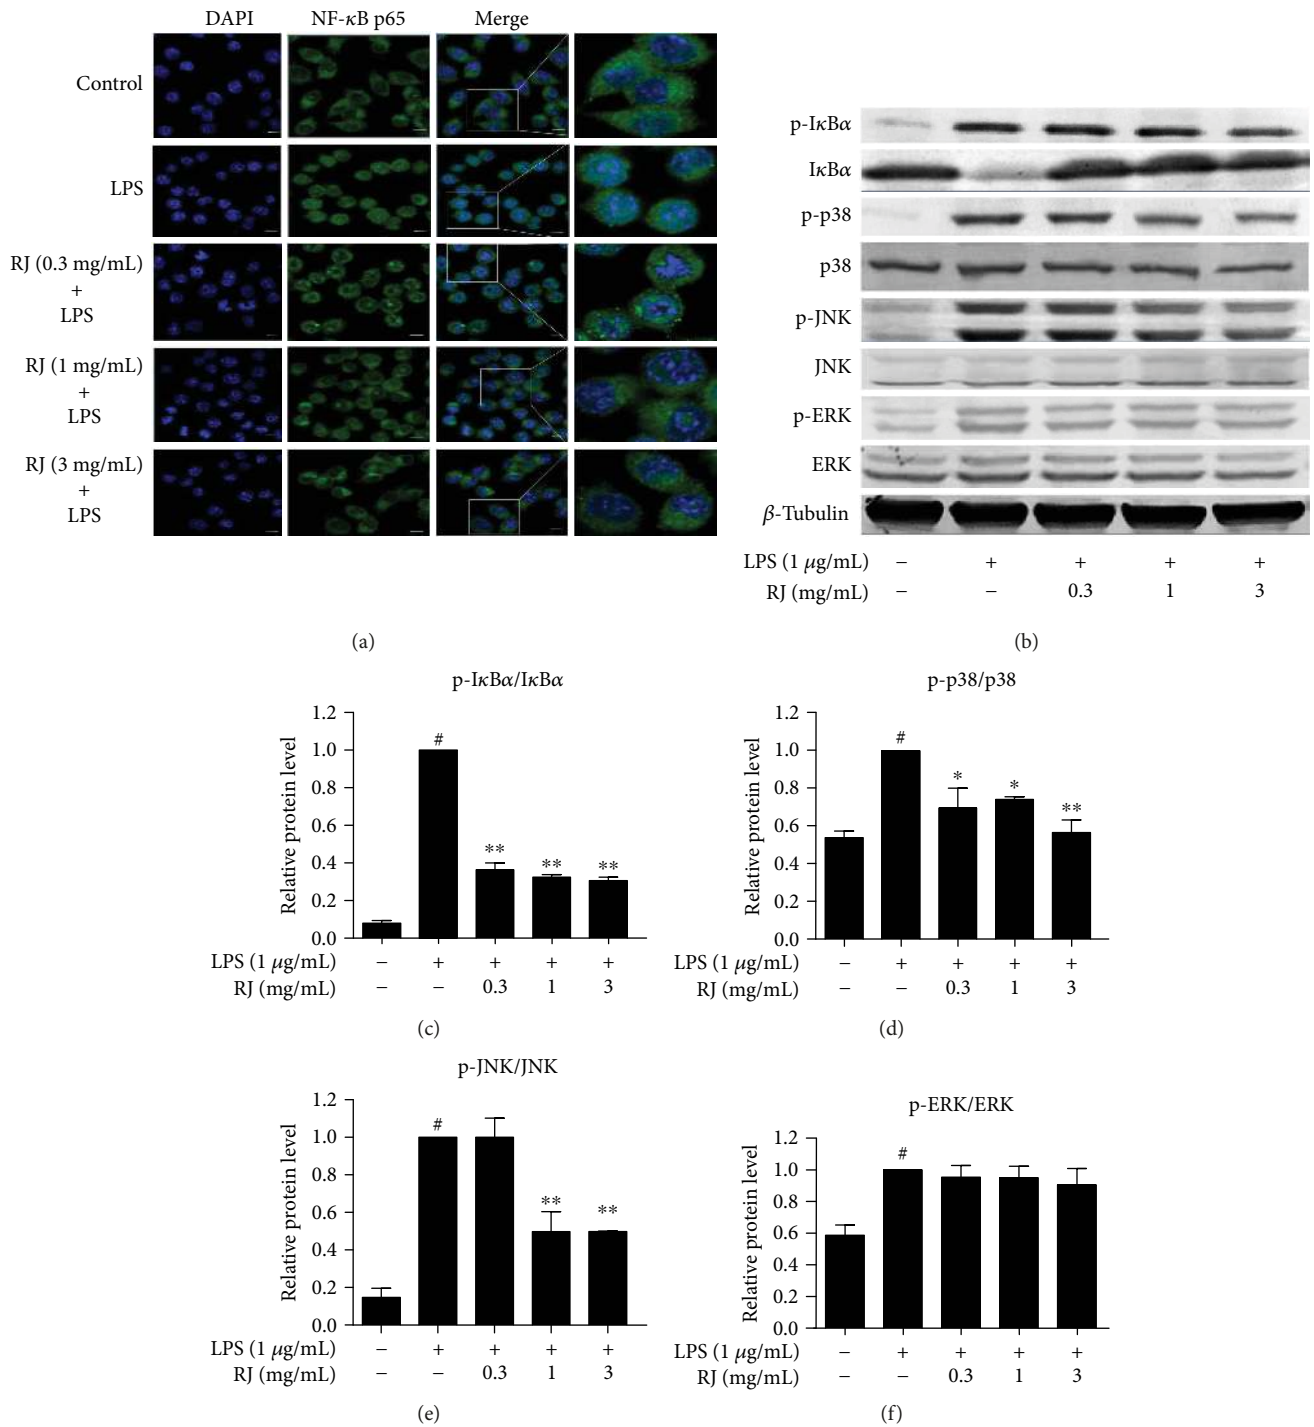 DAPI NF-κB p65 Merge
Control
LPS
RJ (0.3 mg/mL)
+
LPS
RJ (1 mg/mL)
+
LPS
RJ (3 mg/mL)
+
LPS
(a)
p-IκBα
IκBα
p-p38
p38
p-JNK
JNK
p-ERK
ERK
β-Tubulin
LPS (1 μg/mL) − + + + +
RJ (mg/mL) − − 0.3 1 3
(b)
p-IκBα/IκBα
Relative protein level
1.2
1.0
0.8
0.6
0.4
0.2
0.0
#
**
**
**
LPS (1 μg/mL) − + + + +
RJ (mg/mL) − − 0.3 1 3
(c)
p-p38/p38
Relative protein level
1.2
1.0
0.8
0.6
0.4
0.2
0.0
#
*
*
**
LPS (1 μg/mL) − + + + +
RJ (mg/mL) − − 0.3 1 3
(d)
p-JNK/JNK
Relative protein level
1.2
1.0
0.8
0.6
0.4
0.2
0.0
#
**
**
LPS (1 μg/mL) − + + + +
RJ (mg/mL) − − 0.3 1 3
(e)
p-ERK/ERK
Relative protein level
1.2
1.0
0.8
0.6
0.4
0.2
0.0
#
LPS (1 μg/mL) − + + + +
RJ (mg/mL) − − 0.3 1 3
(f)